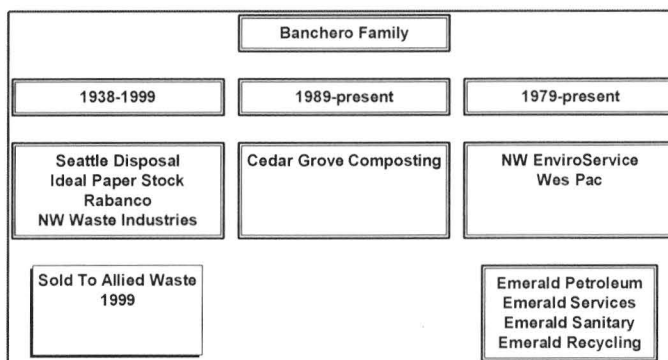 Banchero Family
1938-1999
1989-present
1979-present
Seattle Disposal
Ideal Paper Stock
Rabanco
NW Waste Industries
Cedar Grove Composting
NW EnviroService
Wes Pac
Sold To Allied Waste
1999
Emerald Petroleum
Emerald Services
Emerald Sanitary
Emerald Recycling